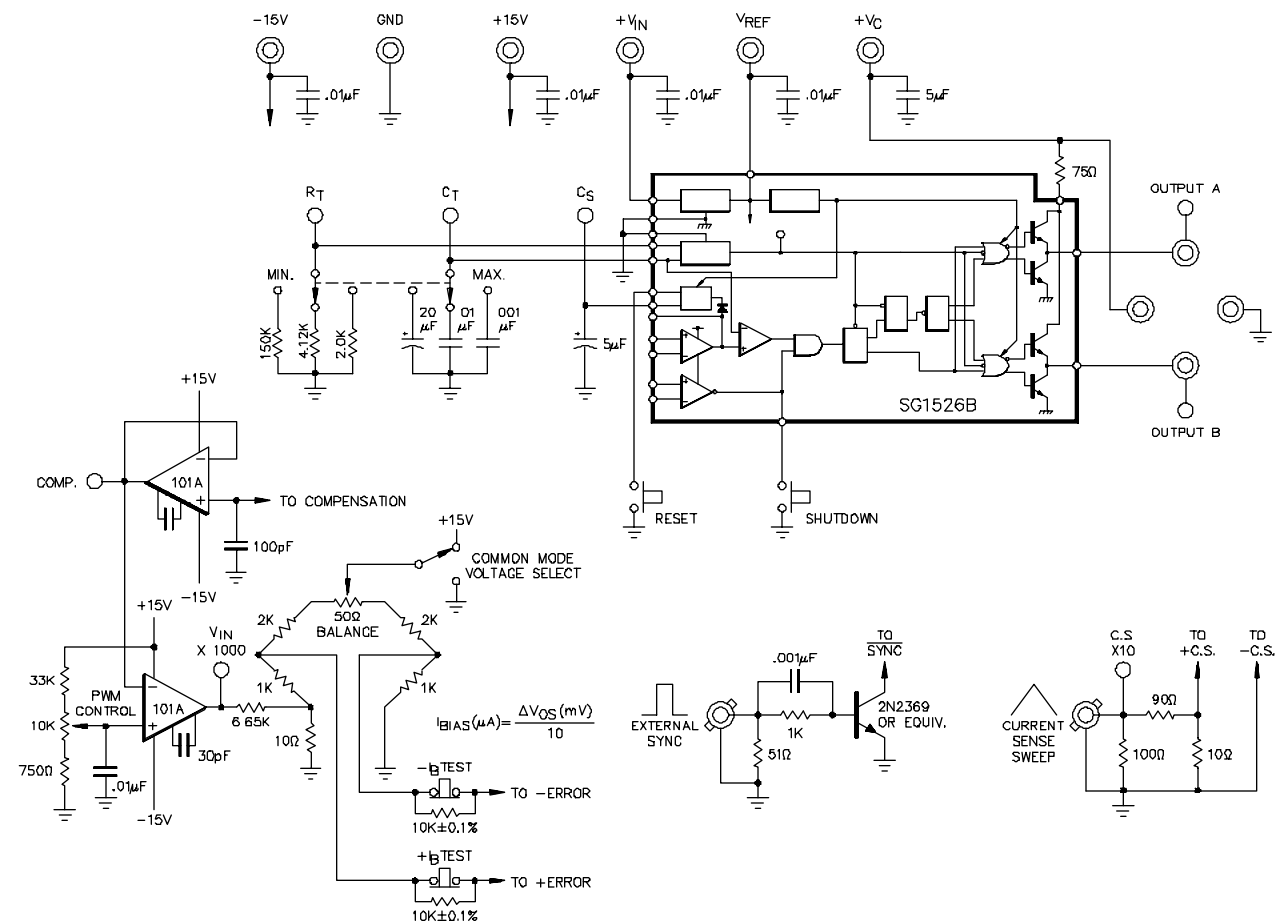 -15V
GND
+15V
+VIN
VREF
+VC
.01µF
.01µF
.01µF
.01µF
5µF
75Ω
RT
CT
CS
OUTPUT A
MIN.
MAX.
150K
4.12K
2.0K
20 µF
.01 µF
.001 µF
5µF
SG1526B
OUTPUT B
+15V
COMP.
101A
TO COMPENSATION
100pF
-15V
RESET
SHUTDOWN
+15V
COMMON MODE
VOLTAGE SELECT
+15V
VIN
X 1000
2K
50Ω
BALANCE
2K
33K
PWM
CONTROL
10K
101A
1K
1K
6 65K
10Ω
750Ω
.01µF
30pF
-15V
IBIAS(µA)= ΔVOS(mV)
10
-IB TEST
TO -ERROR
10K±0.1%
+IB TEST
TO +ERROR
10K±0.1%
TO
SYNC
.001µF
EXTERNAL
SYNC
1K
51Ω
2N2369
OR EQUIV.
C.S
X10
TO
+C.S.
TO
-C.S.
90Ω
CURRENT
SENSE
SWEEP
100Ω
10Ω